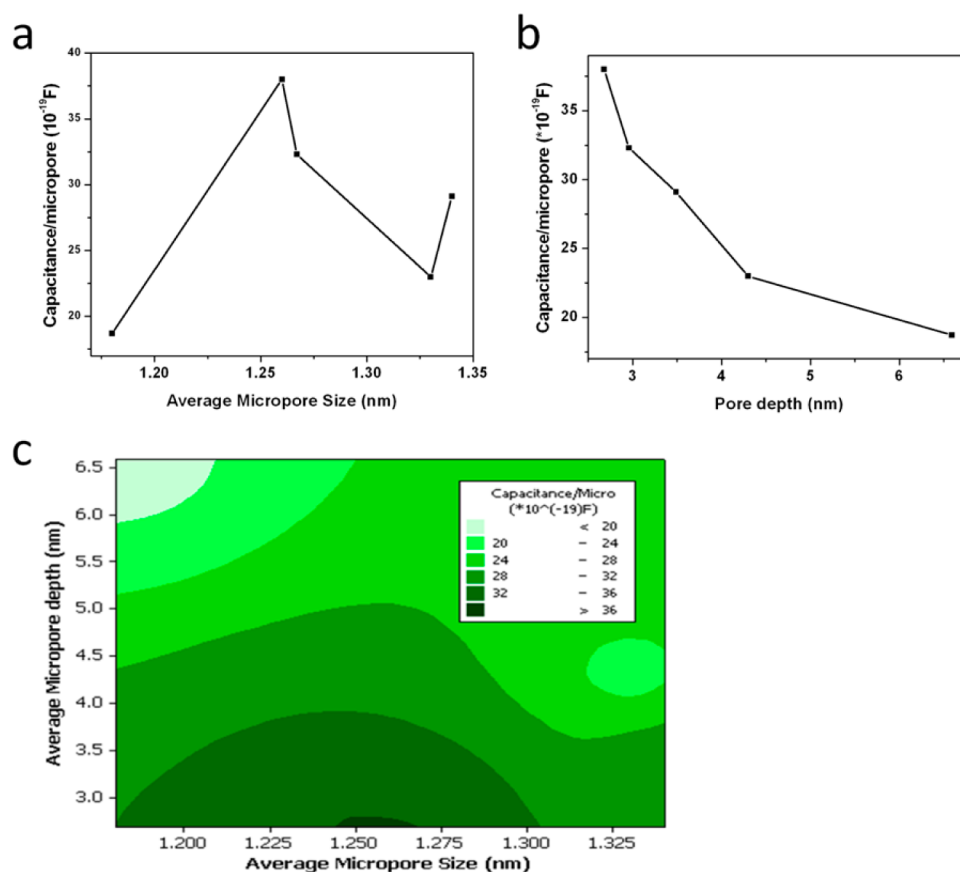 a
Capacitance/micropore (10⁻¹⁹F)
40
35
30
25
20
1.20
1.25
1.30
1.35
Average Micropore Size (nm)
b
Capacitance/micropore (*10⁻¹⁹F)
35
30
25
20
3
4
5
6
Pore depth (nm)
c
Average Micropore depth (nm)
6.5
6.0
5.5
5.0
4.5
4.0
3.5
3.0
Capacitance/Micro
(*10^(-19)F)
< 20
20 – 24
24 – 28
28 – 32
32 – 36
> 36
1.200
1.225
1.250
1.275
1.300
1.325
Average Micropore Size (nm)